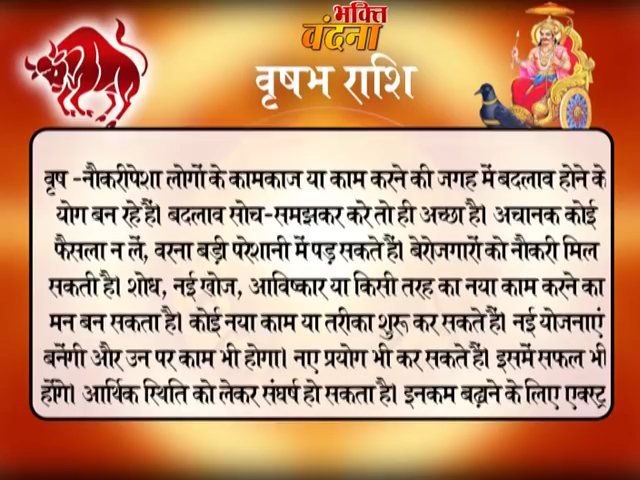 भक्ति
वंदना
वृषभ राशि
वृष -नौकरीपेशा लोगों के कामकाज या काम करने की जगह में बदलाव होने के
योग बन रहे हैं। बदलाव सोच-समझकर करे तो ही अच्छा है। अचानक कोई
फैसला न लें, वरना बड़ी परेशानी में पड़ सकते हैं। बेरोजगारों को नौकरी मिल
सकती है। शोध, नई खोज, आविष्कार या किसी तरह का नया काम करने का
मन बन सकता है। कोई नया काम या तरीका शुरू कर सकते हैं। नई योजनाएं
बनेंगी और उन पर काम भी होगा। नए प्रयोग भी कर सकते हैं। इसमें सफल भी
होंगे। आर्थिक स्थिति को लेकर संघर्ष हो सकता है। इनकम बढ़ाने के लिए एक्स्ट्र